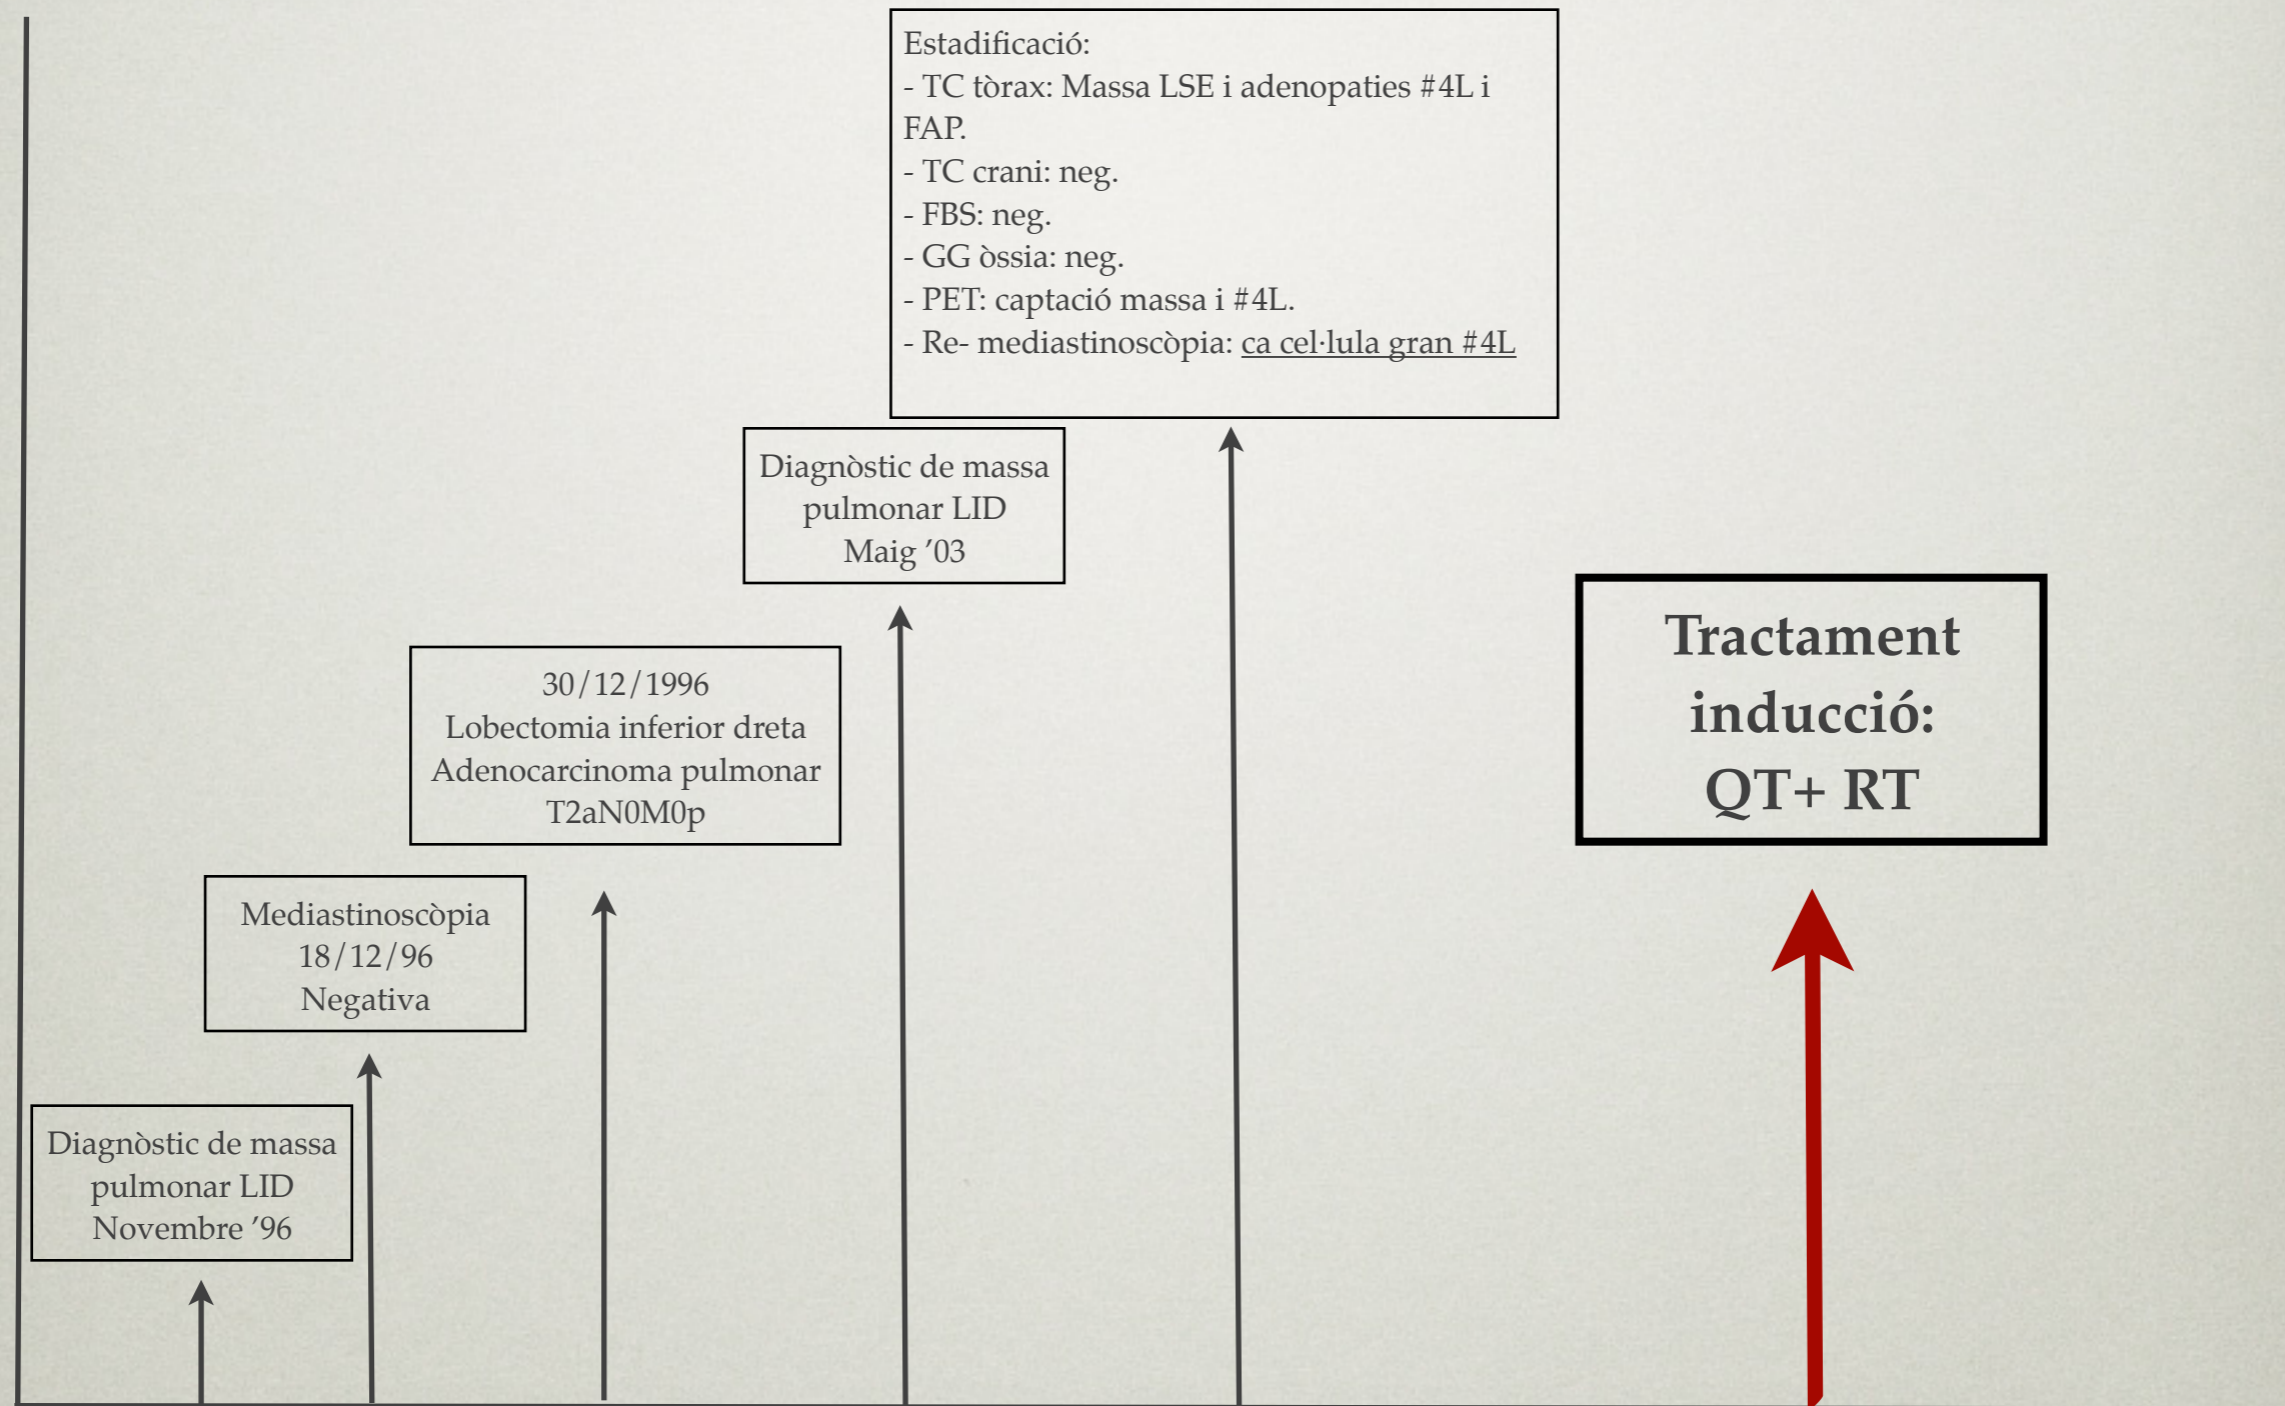 Estadificació:
- TC tòrax: Massa LSE i adenopaties #4L i
FAP.
- TC crani: neg.
- FBS: neg.
- GG òssia: neg.
- PET: captació massa i #4L.
- Re- mediastinoscòpia: ca cel·lula gran #4L
Diagnòstic de massa
pulmonar LID
Maig ’03
Tractament
inducció:
QT+ RT
30/12/1996
Lobectomia inferior dreta
Adenocarcinoma pulmonar
T2aN0M0p
Mediastinoscòpia
18/12/96
Negativa
Diagnòstic de massa
pulmonar LID
Novembre ’96